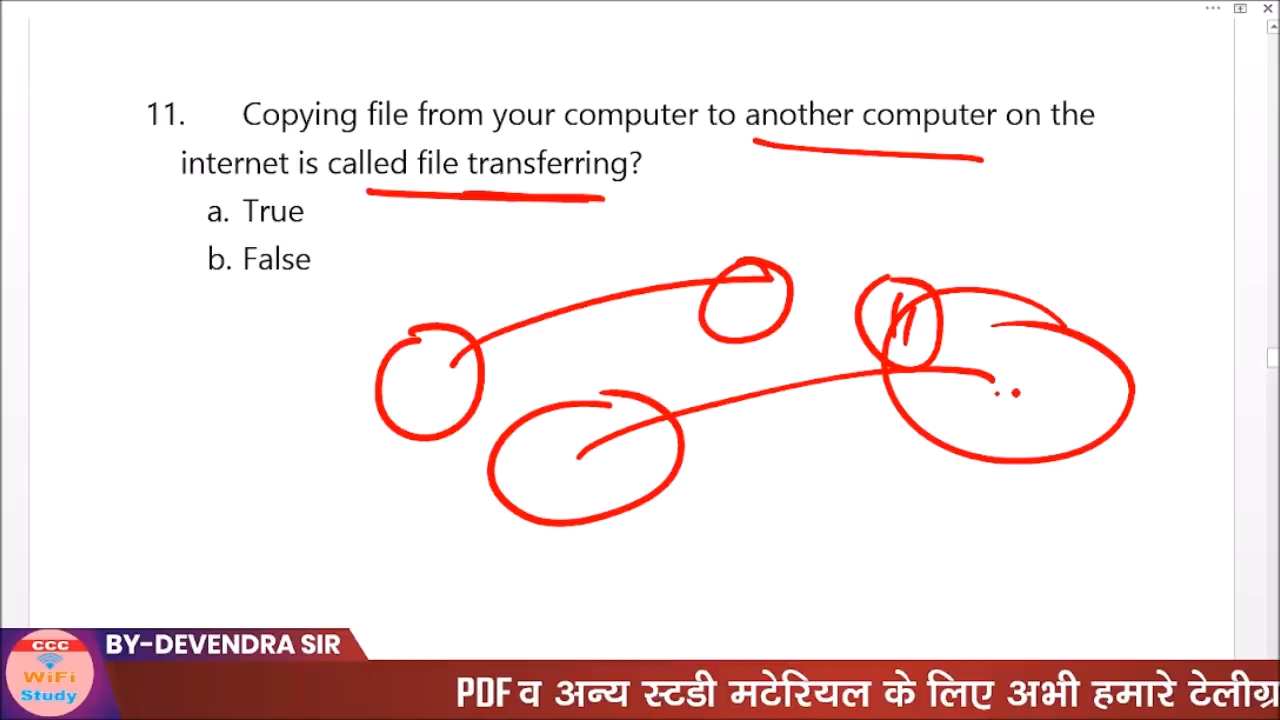 11. Copying file from your computer to another computer on the
internet is called file transferring?
a. True
b. False
CCC
WiFi
Study
BY-DEVENDRA SIR
PDF व अन्य स्टडी मटेरियल के लिए अभी हमारे टेलीग्र